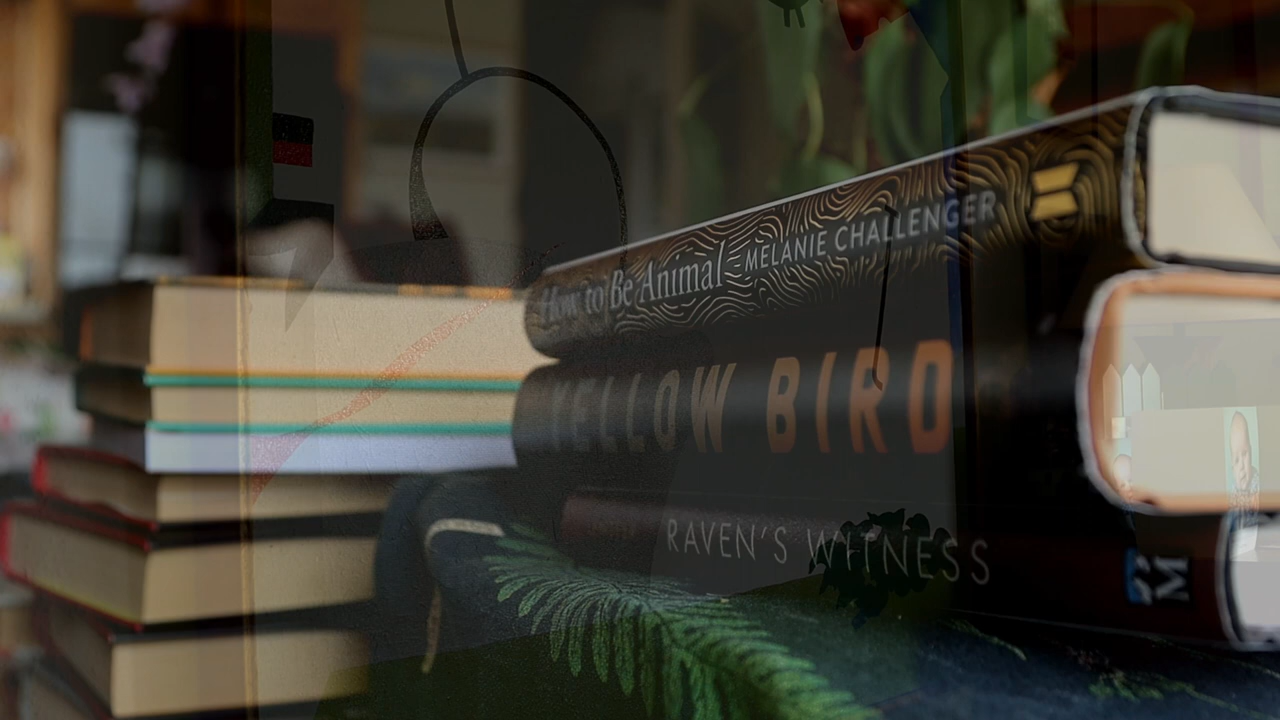 How to Be Animal MELANIE CHALLENGER
YELLOW BIRD
RAVEN'S WITNESS